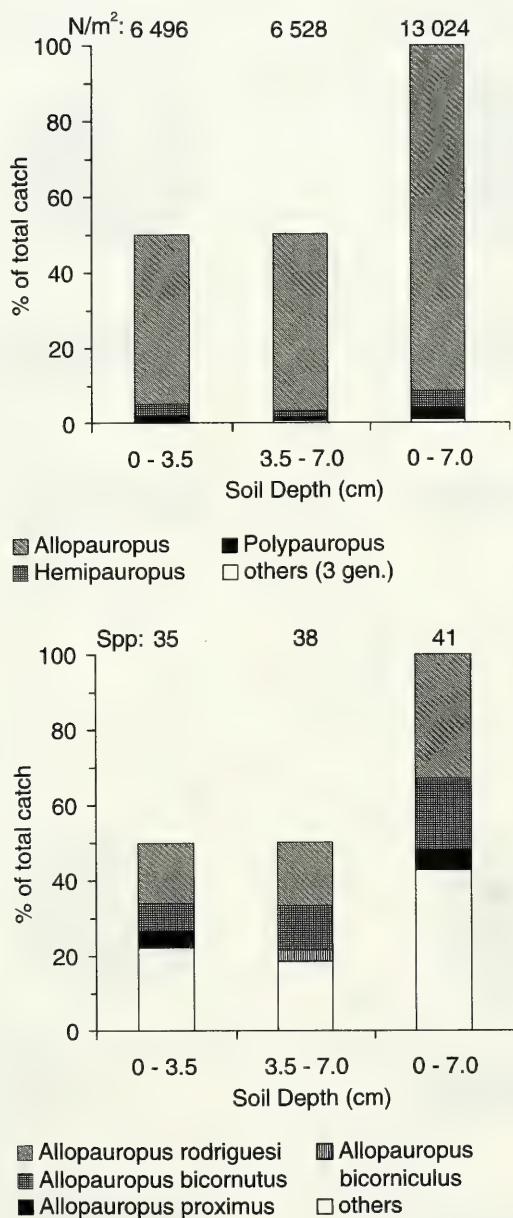 N/m²: 6 496 6 528 13 024
100
80
60
40
20
0
% of total catch
0 - 3.5 3.5 - 7.0 0 - 7.0
Soil Depth (cm)
Allopauropus Polypauropus
Hemipauropus others (3 gen.)
Spp: 35 38 41
100
80
60
40
20
0
% of total catch
0 - 3.5 3.5 - 7.0 0 - 7.0
Soil Depth (cm)
Allopauropus rodriguesi Allopauropus
Allopauropus bicornutus bicorniculus
Allopauropus proximus others